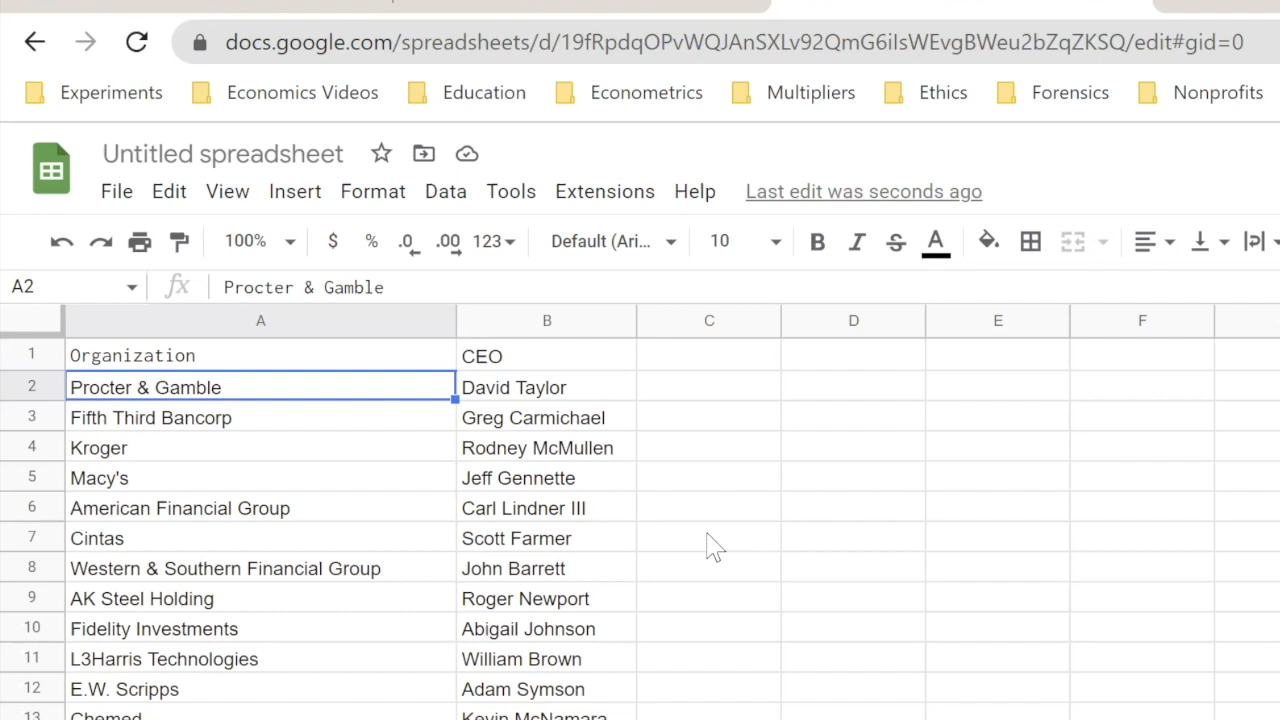 docs.google.com/spreadsheets/d/19fRpdqOPvWQJAnSXLv92QmG6iIsWEvgBWeu2bZqZKSQ/edit#gid=0
Experiments Economics Videos Education Econometrics Multipliers Ethics Forensics Nonprofits
Untitled spreadsheet
File Edit View Insert Format Data Tools Extensions Help Last edit was seconds ago
100% $ % .0 .00 123 Default (Ari... 10 B I S A
A2 fx Procter & Gamble
A B C D E F
1 Organization CEO
2 Procter & Gamble David Taylor
3 Fifth Third Bancorp Greg Carmichael
4 Kroger Rodney McMullen
5 Macy's Jeff Gennette
6 American Financial Group Carl Lindner III
7 Cintas Scott Farmer
8 Western & Southern Financial Group John Barrett
9 AK Steel Holding Roger Newport
10 Fidelity Investments Abigail Johnson
11 L3Harris Technologies William Brown
12 E.W. Scripps Adam Symson
13 Chemed Kevin McNamara